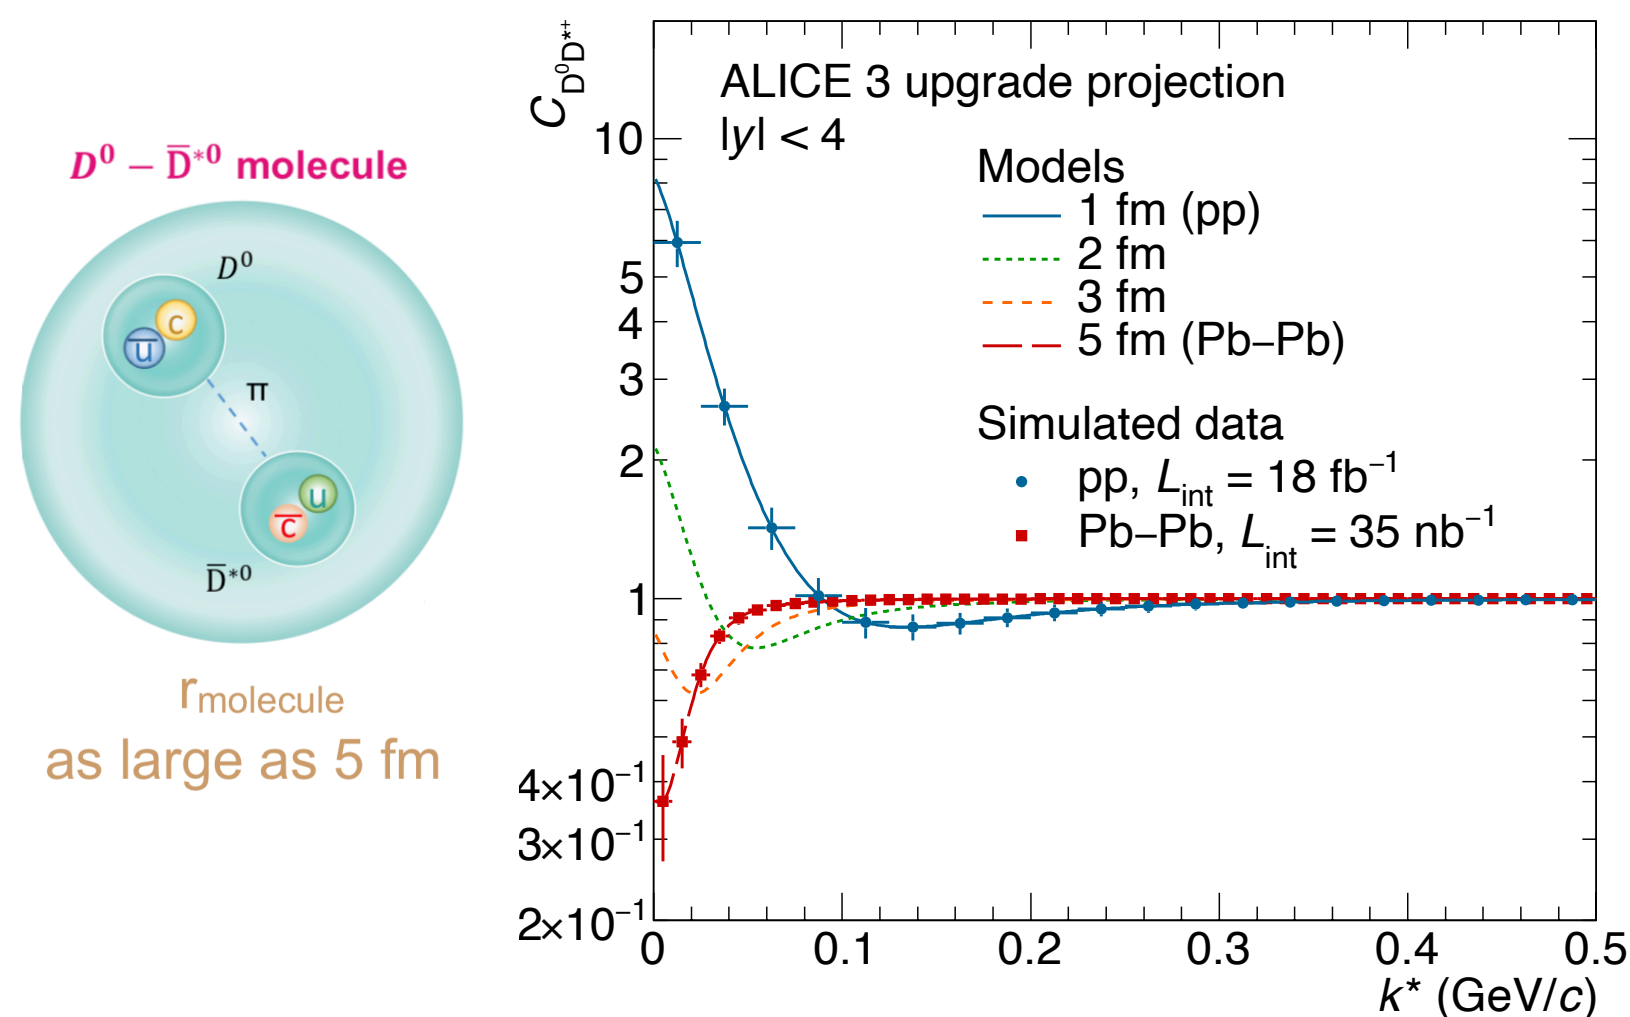 D⁰ − D̅*⁰ molecule
D⁰
c
u̅
π
u
c̅
D̅*⁰
r_molecule
as large as 5 fm
C_D⁰D*⁺
ALICE 3 upgrade projection
|y| < 4
Models
1 fm (pp)
2 fm
3 fm
5 fm (Pb–Pb)
Simulated data
pp, L_int = 18 fb⁻¹
Pb–Pb, L_int = 35 nb⁻¹
10
5
4
3
2
1
4×10⁻¹
3×10⁻¹
2×10⁻¹
0 0.1 0.2 0.3 0.4 0.5
k* (GeV/c)